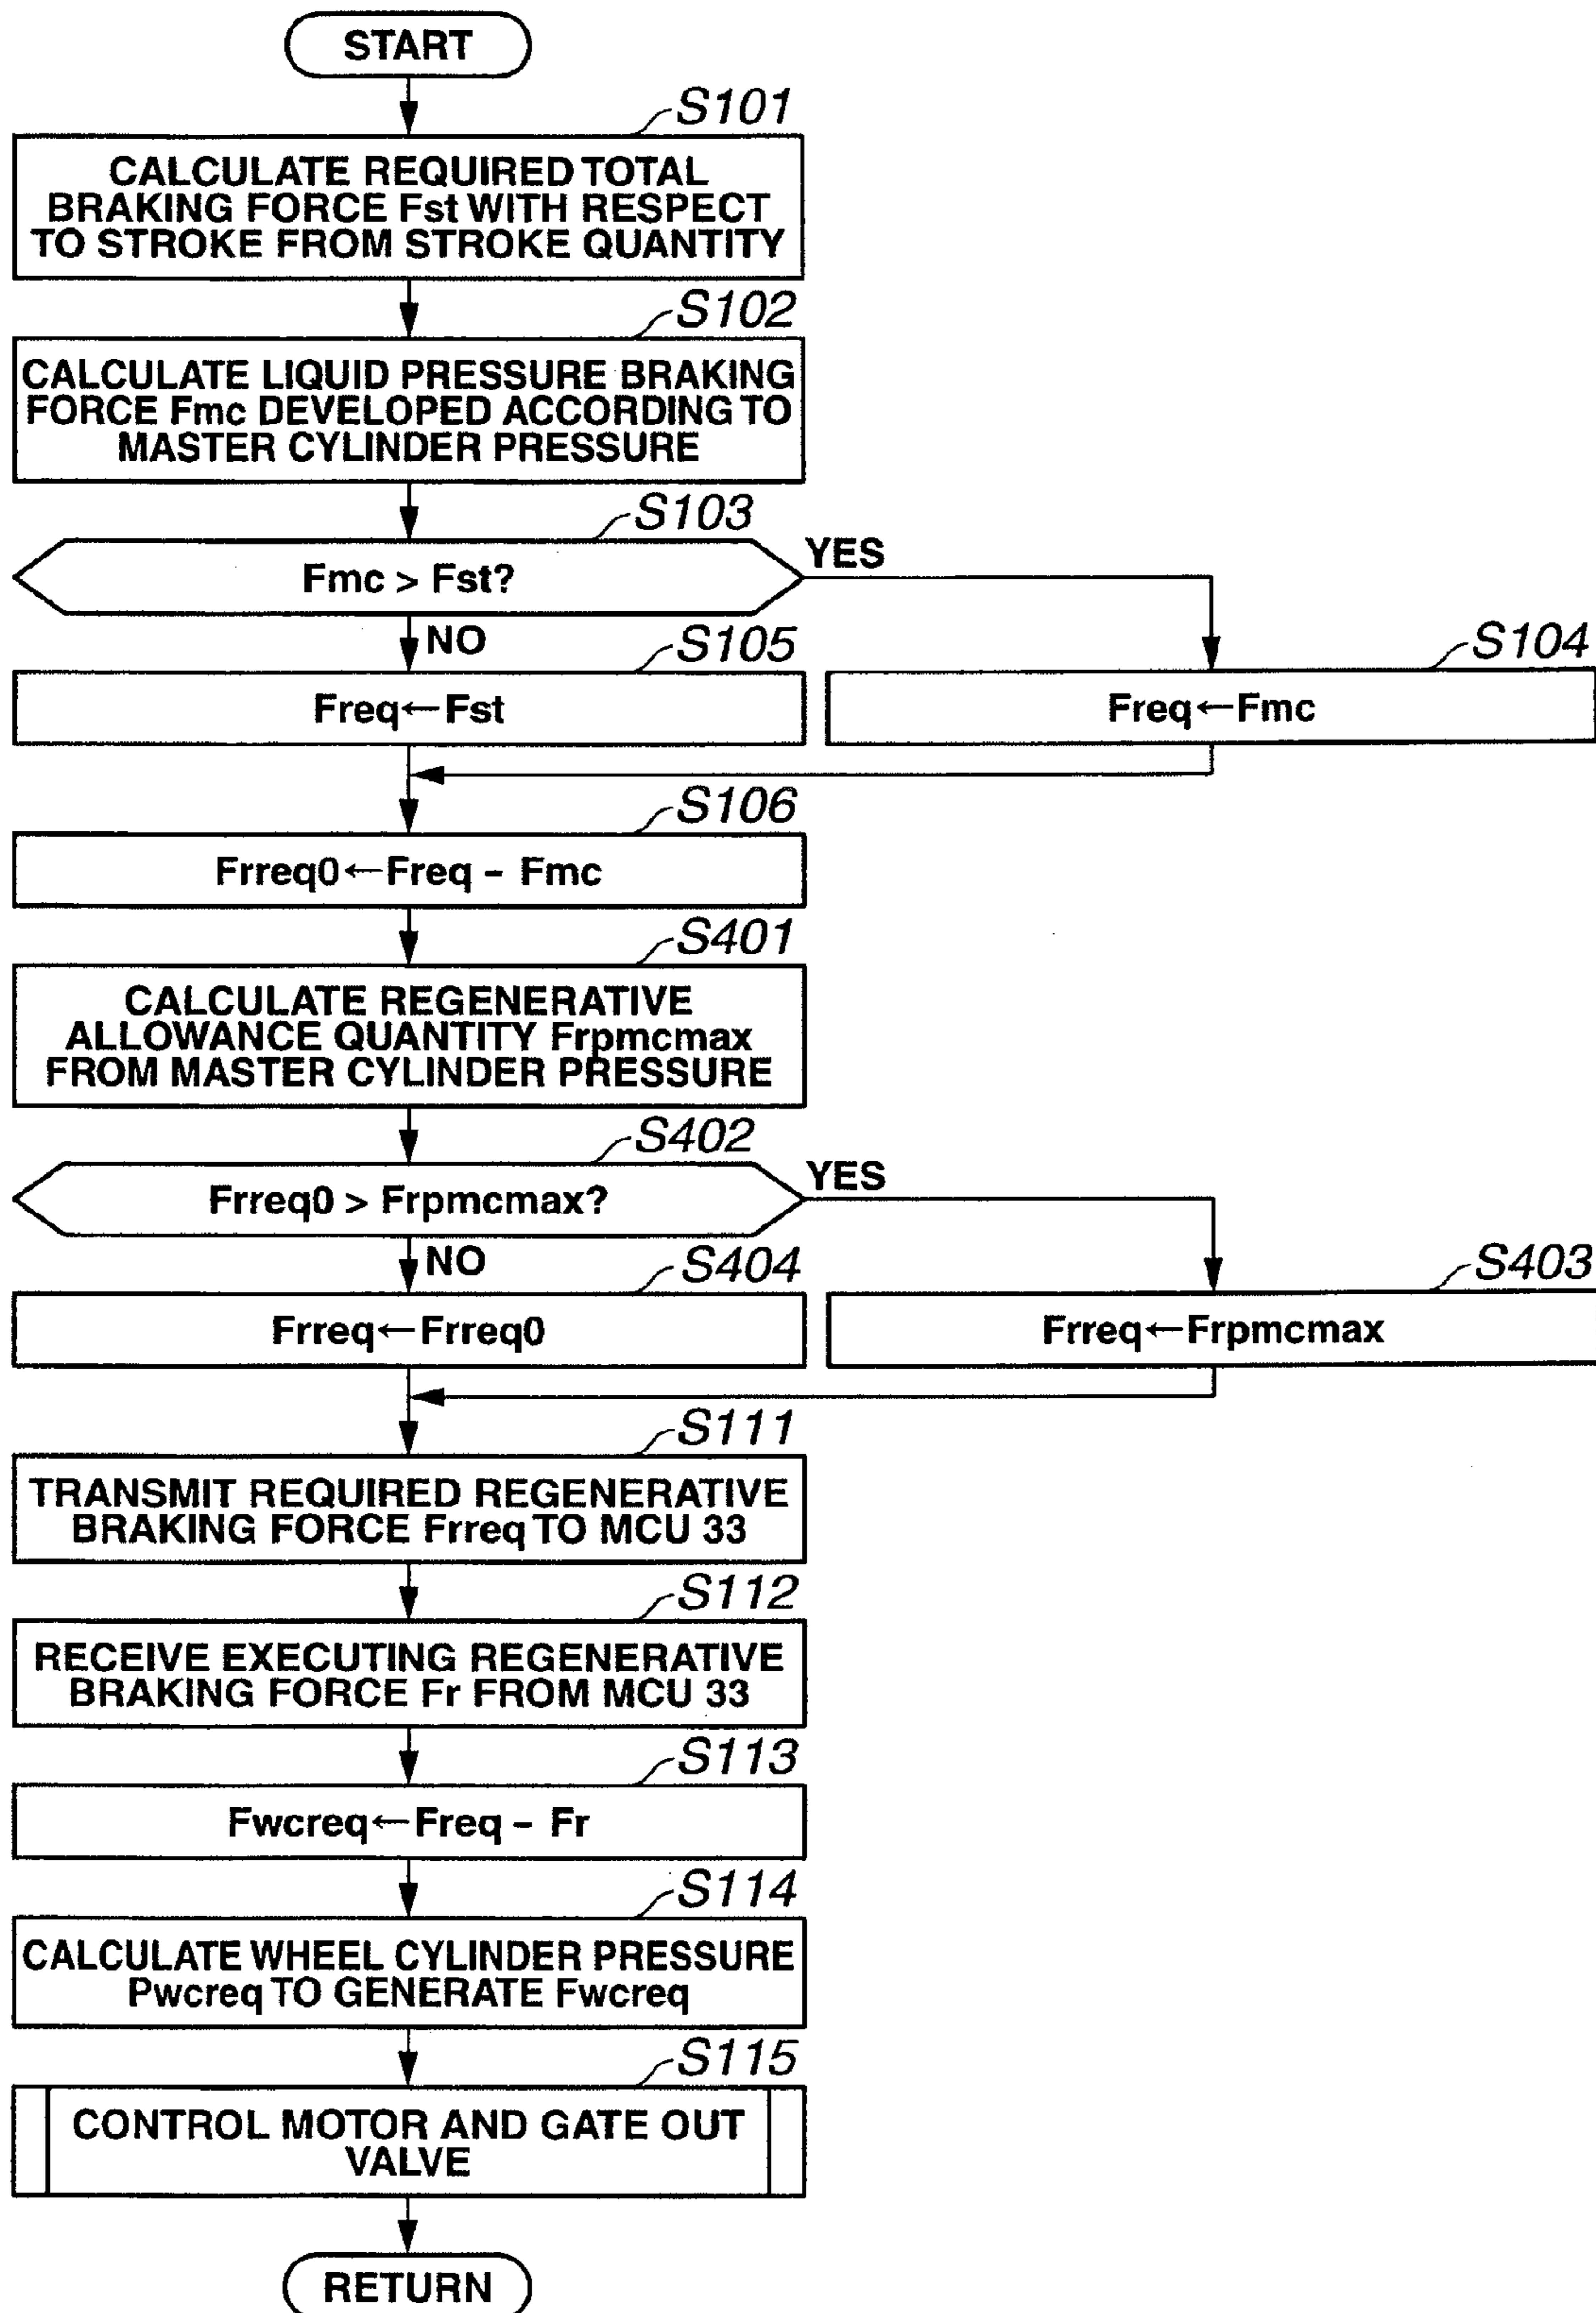 START
S101
CALCULATE REQUIRED TOTAL
BRAKING FORCE Fst WITH RESPECT
TO STROKE FROM STROKE QUANTITY
S102
CALCULATE LIQUID PRESSURE BRAKING
FORCE Fmc DEVELOPED ACCORDING TO
MASTER CYLINDER PRESSURE
S103
Fmc > Fst?
YES
NO
S105
Freq←Fst
S104
Freq←Fmc
S106
Frreq0←Freq – Fmc
S401
CALCULATE REGENERATIVE
ALLOWANCE QUANTITY Frpmcmax
FROM MASTER CYLINDER PRESSURE
S402
Frreq0 > Frpmcmax?
YES
NO
S404
Frreq←Frreq0
S403
Frreq←Frpmcmax
S111
TRANSMIT REQUIRED REGENERATIVE
BRAKING FORCE Frreq TO MCU 33
S112
RECEIVE EXECUTING REGENERATIVE
BRAKING FORCE Fr FROM MCU 33
S113
Fwcreq←Freq – Fr
S114
CALCULATE WHEEL CYLINDER PRESSURE
Pwcreq TO GENERATE Fwcreq
S115
CONTROL MOTOR AND GATE OUT
VALVE
RETURN